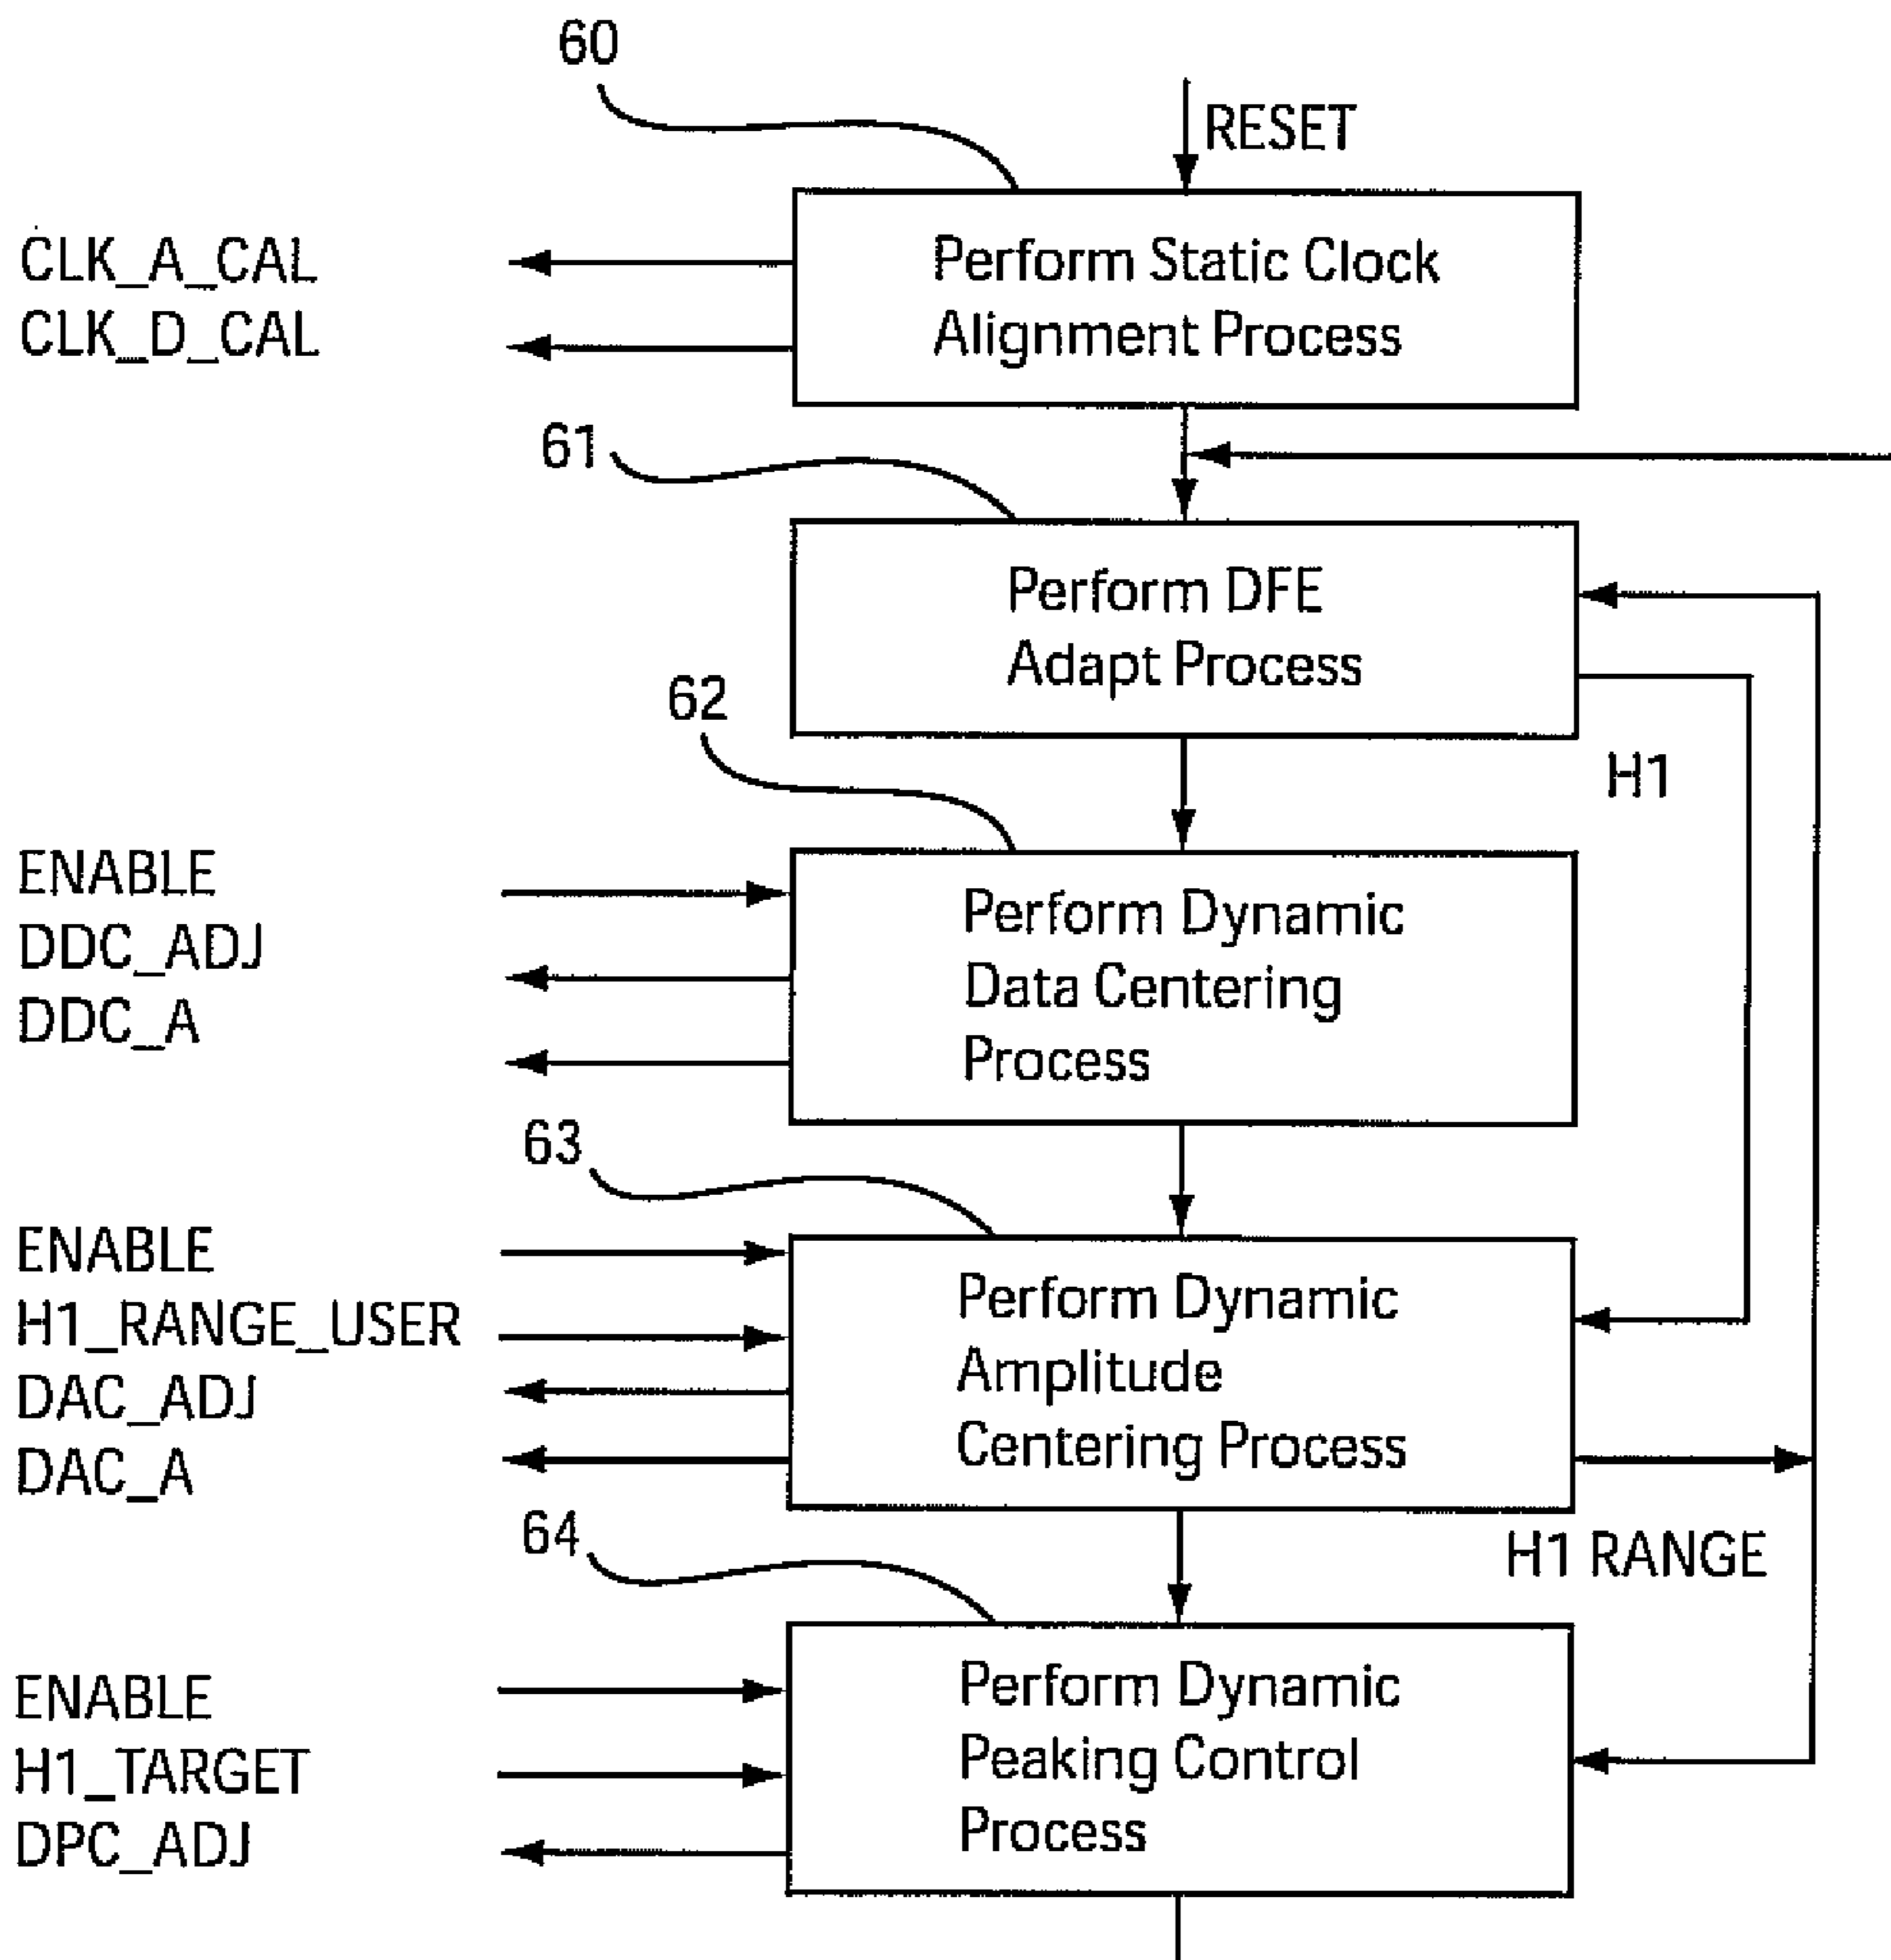 60
RESET
CLK_A_CAL
CLK_D_CAL
Perform Static Clock
Alignment Process
61
Perform DFE
Adapt Process
62
H1
ENABLE
DDC_ADJ
DDC_A
Perform Dynamic
Data Centering
Process
63
ENABLE
H1_RANGE_USER
DAC_ADJ
DAC_A
Perform Dynamic
Amplitude
Centering Process
64
H1 RANGE
ENABLE
H1_TARGET
DPC_ADJ
Perform Dynamic
Peaking Control
Process